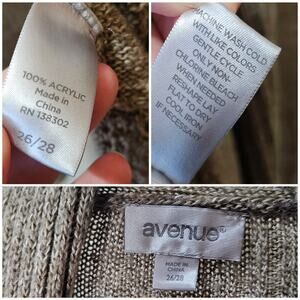 100% ACRYLIC
Made in
China
RN 138302
26/28
MACHINE WASH COLD
WITH LIKE COLORS
GENTLE CYCLE
ONLY NON-
CHLORINE BLEACH
WHEN NEEDED
RESHAPE LAY
FLAT TO DRY
COOL IRON
IF NECESSARY
avenue®
MADE IN
CHINA
26/28